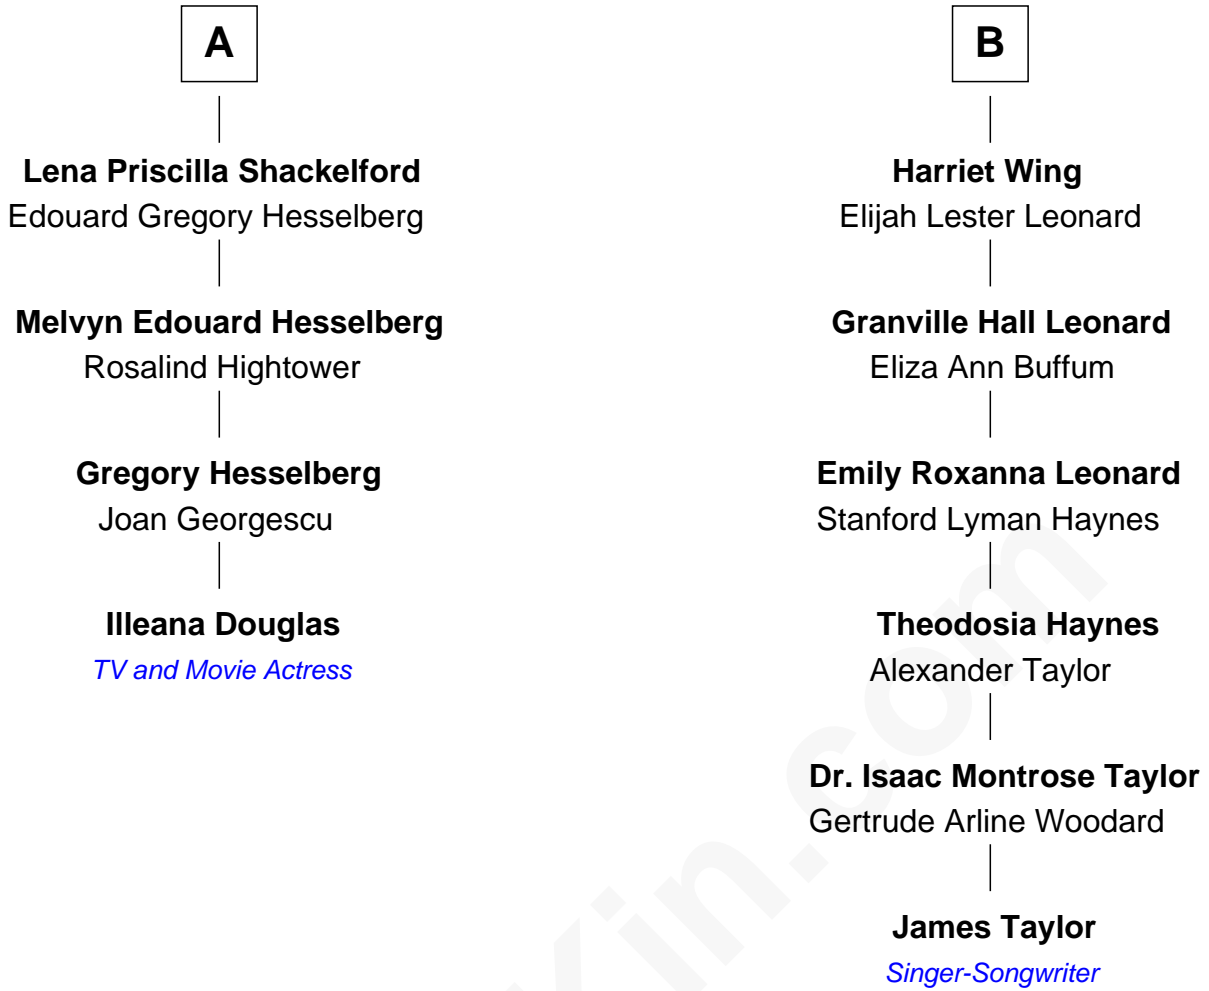 A
Lena Priscilla Shackelford
Edouard Gregory Hesselberg
Melvyn Edouard Hesselberg
Rosalind Hightower
Gregory Hesselberg
Joan Georgescu
Illeana Douglas
TV and Movie Actress
B
Harriet Wing
Elijah Lester Leonard
Granville Hall Leonard
Eliza Ann Buffum
Emily Roxanna Leonard
Stanford Lyman Haynes
Theodosia Haynes
Alexander Taylor
Dr. Isaac Montrose Taylor
Gertrude Arline Woodard
James Taylor
Singer-Songwriter
Kin.com